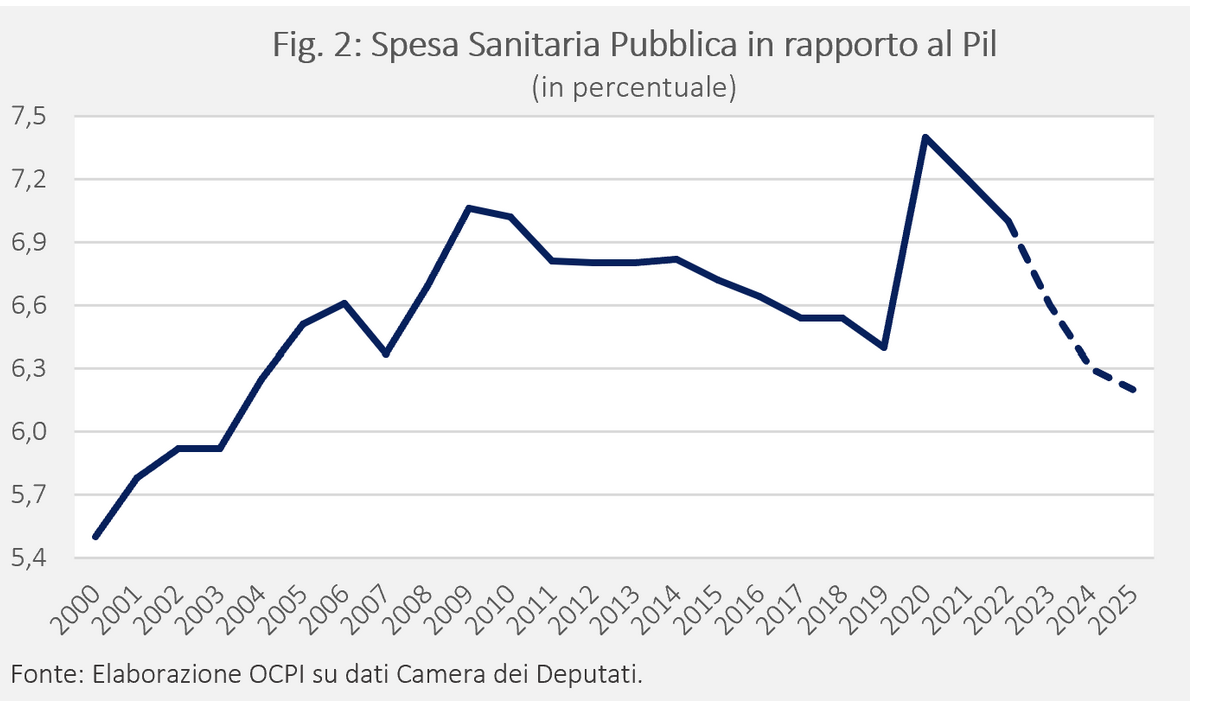 Fig. 2: Spesa Sanitaria Pubblica in rapporto al Pil
(in percentuale)
7,5
7,2
6,9
6,6
6,3
6,0
5,7
5,4
2000 2001 2002 2003 2004 2005 2006 2007 2008 2009 2010 2011 2012 2013 2014 2015 2016 2017 2018 2019 2020 2021 2022 2023 2024 2025
Fonte: Elaborazione OCPI su dati Camera dei Deputati.